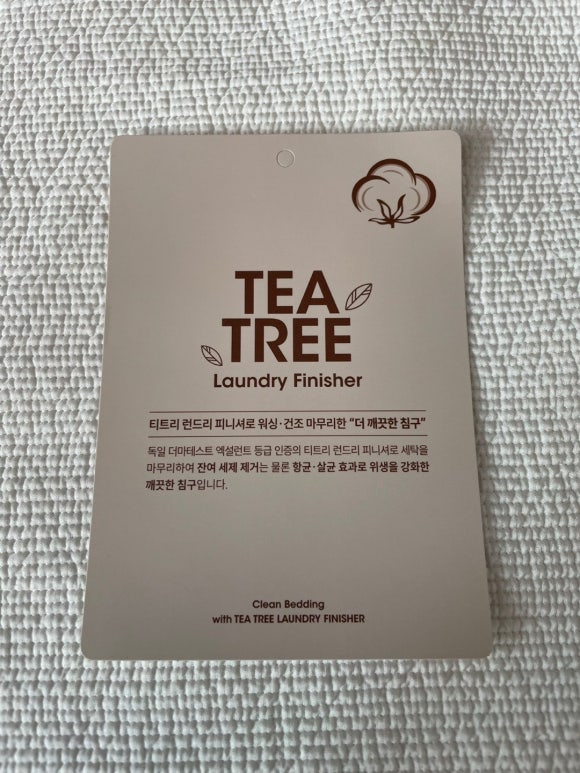 TEA
TREE
Laundry Finisher
티트리 런드리 피니셔로 워싱·건조 마무리한 "더 깨끗한 침구"
독일 더마테스트 엑설런트 등급 인증의 티트리 런드리 피니셔로 세탁을
마무리하여 잔여 세제 제거는 물론 항균·살균 효과로 위생을 강화한
깨끗한 침구입니다.
Clean Bedding
with TEA TREE LAUNDRY FINISHER